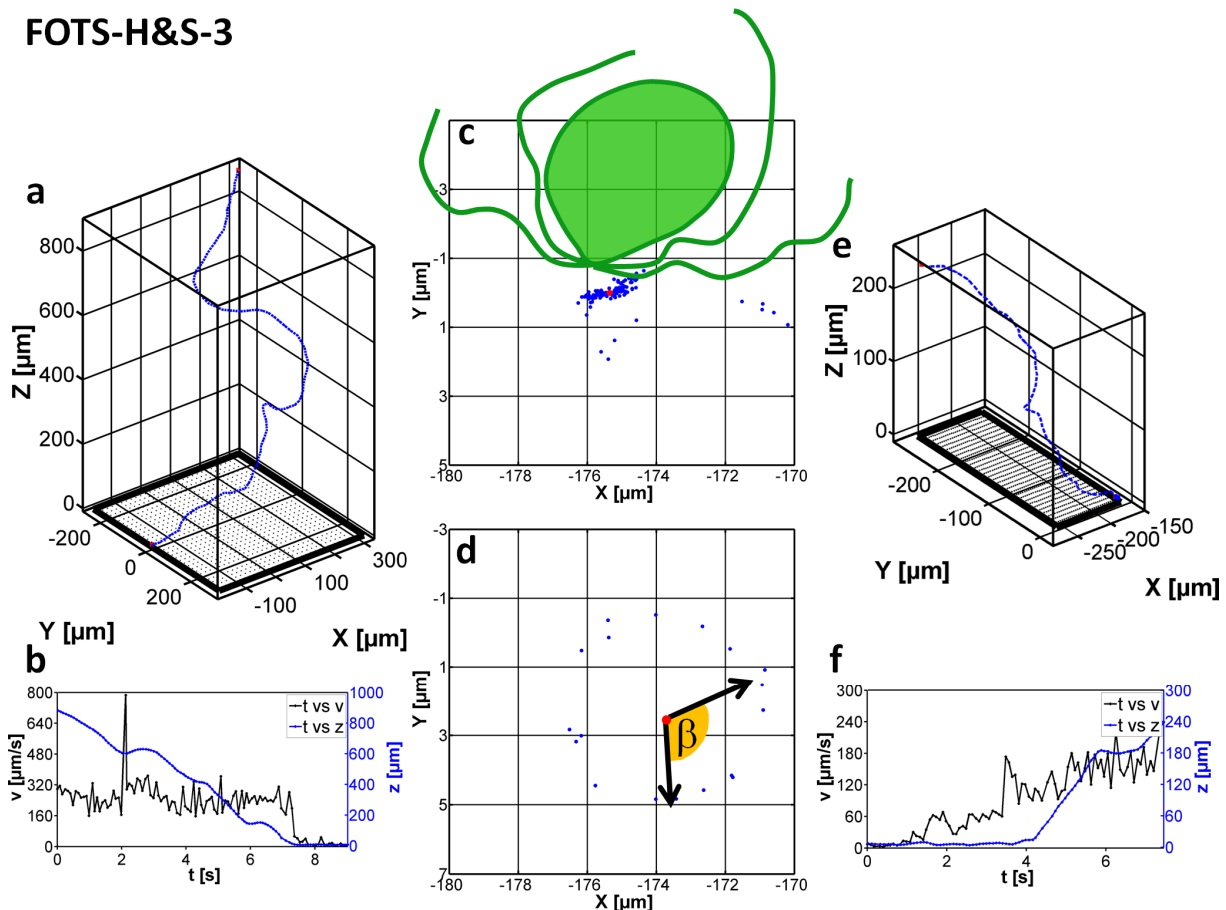 FOTS-H&S-3
a
800
600
400
200
0
Z [µm]
-200
0
200
Y [µm]
-100
100
300
X [µm]
b
800
640
480
320
160
0
v [µm/s]
0
2
4
6
8
t [s]
1000
800
600
400
200
0
z [µm]
t vs v
t vs z
c
-3
-1
1
3
5
Y [µm]
-180
-178
-176
-174
-172
-170
X [µm]
d
-3
-1
1
3
5
7
Y [µm]
β
-180
-178
-176
-174
-172
-170
X [µm]
e
200
100
0
Z [µm]
-200
-100
0
Y [µm]
-250
-200
-150
X [µm]
f
300
240
180
120
60
0
v [µm/s]
0
2
4
6
t [s]
300
240
180
120
60
0
z [µm]
t vs v
t vs z